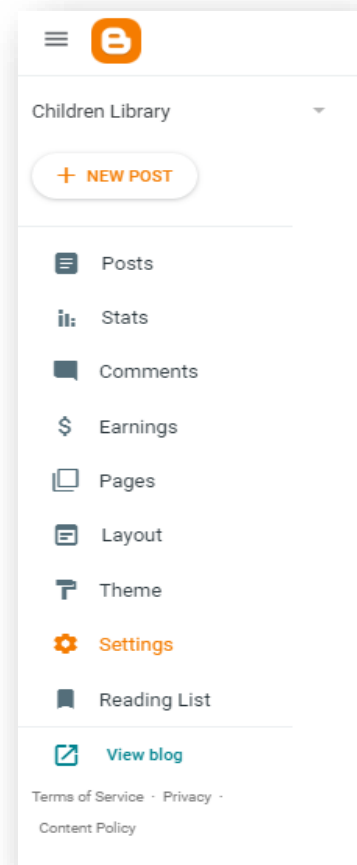 Children Library
+ NEW POST
Posts
Stats
Comments
$ Earnings
Pages
Layout
Theme
Settings
Reading List
View blog
Terms of Service · Privacy ·
Content Policy